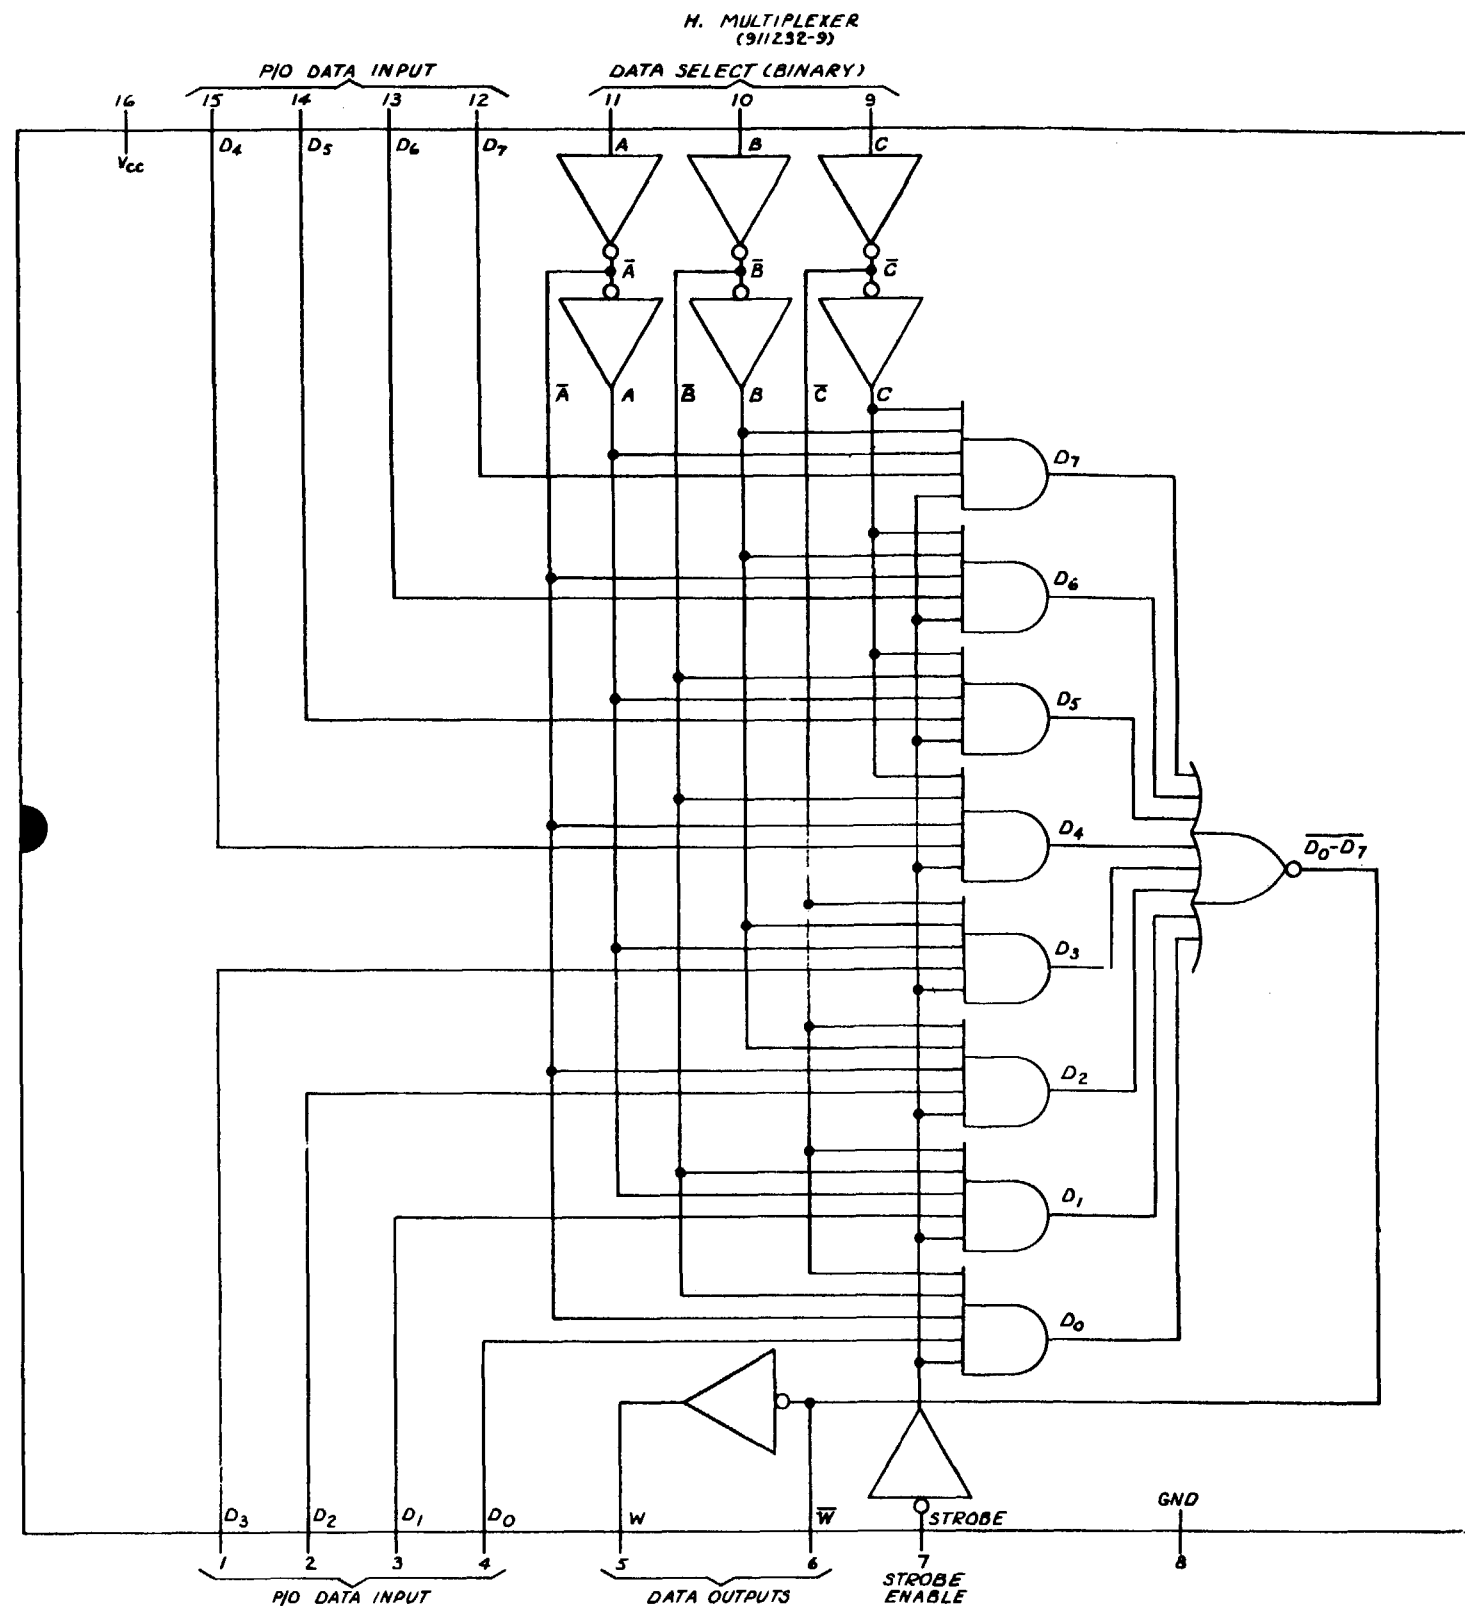 H. MULTIPLEXER
(911232-9)
P/O DATA INPUT
DATA SELECT (BINARY)
16 15 14 13 12 11 10 9
VCC D4 D5 D6 D7 A B C
A̅ B̅ C̅
A̅ A B̅ B C̅ C
D7
D6
D5
D4
D̅0̅-̅D̅7̅
D3
D2
D1
D0
GND
D3 D2 D1 D0 W W̅ STROBE
1 2 3 4 5 6 7 8
P/O DATA INPUT
DATA OUTPUTS
STROBE
ENABLE